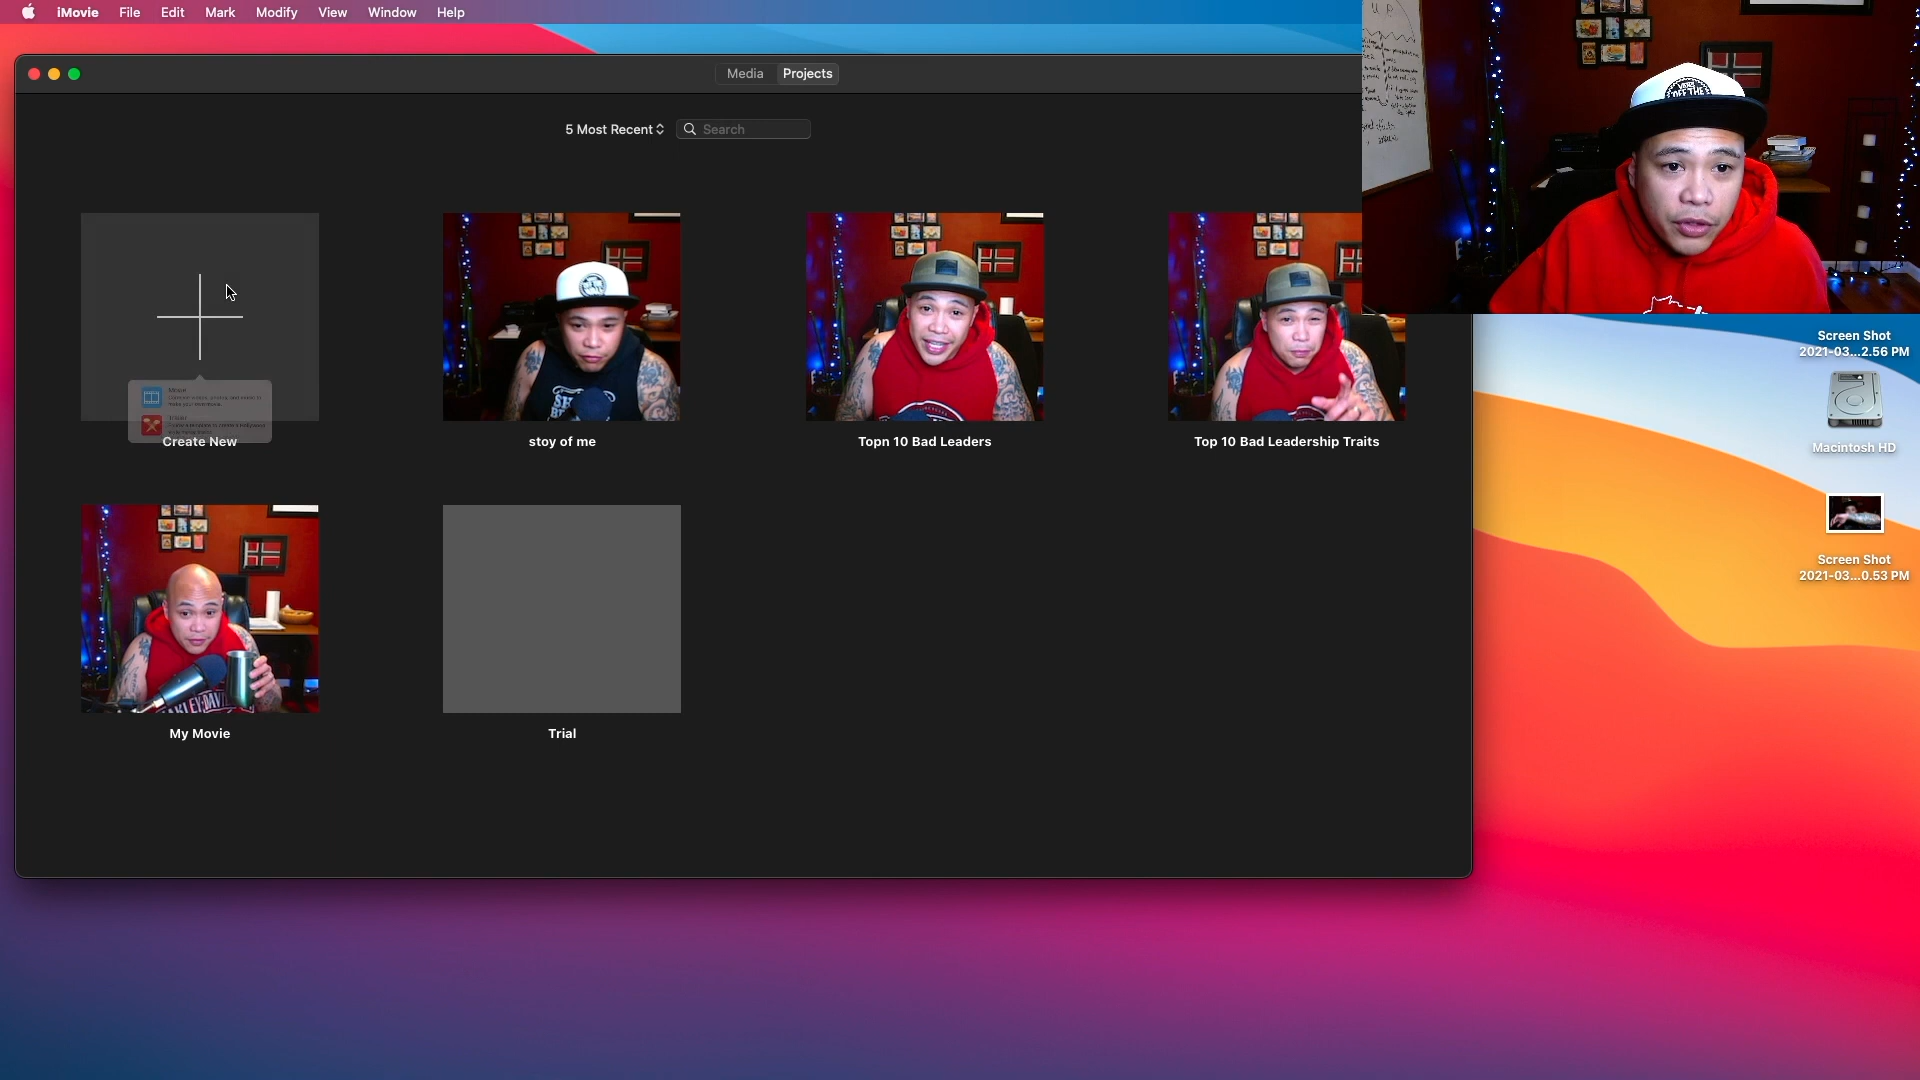 iMovie File Edit Mark Modify View Window Help
Media Projects
5 Most Recent Search
OFF THE
Create New
stoy of me
Topn 10 Bad Leaders
Top 10 Bad Leadership Traits
My Movie
Trial
Screen Shot
2021-03...2.56 PM
Macintosh HD
Screen Shot
2021-03...0.53 PM